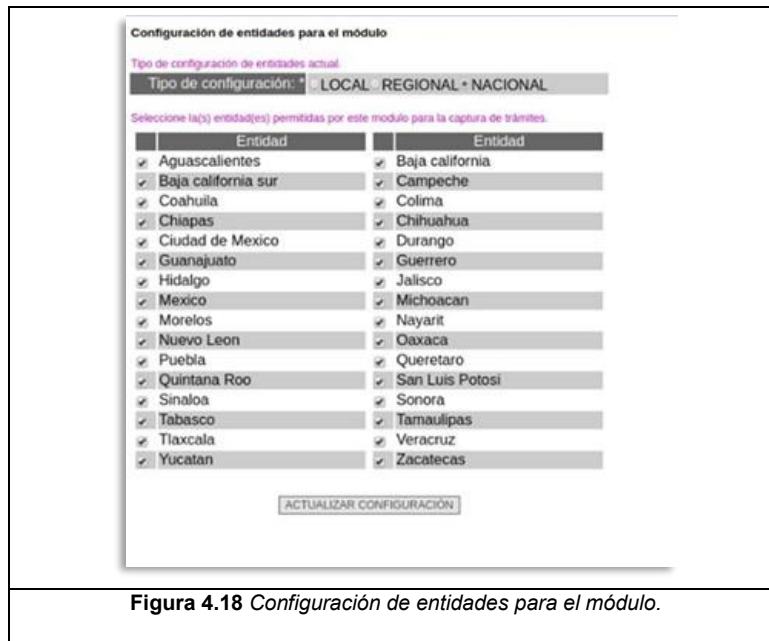 Configuración de entidades para el módulo
Tipo de configuración de entidades actual.
Tipo de configuración: * LOCAL REGIONAL NACIONAL
Seleccione la(s) entidad(es) permitidas por este modulo para la captura de trámites.
Entidad Entidad
Aguascalientes Baja california
Baja california sur Campeche
Coahuila Colima
Chiapas Chihuahua
Ciudad de Mexico Durango
Guanajuato Guerrero
Hidalgo Jalisco
Mexico Michoacan
Morelos Nayarit
Nuevo Leon Oaxaca
Puebla Queretaro
Quintana Roo San Luis Potosi
Sinaloa Sonora
Tabasco Tamaulipas
Tlaxcala Veracruz
Yucatan Zacatecas
ACTUALIZAR CONFIGURACIÓN
Figura 4.18 Configuración de entidades para el módulo.